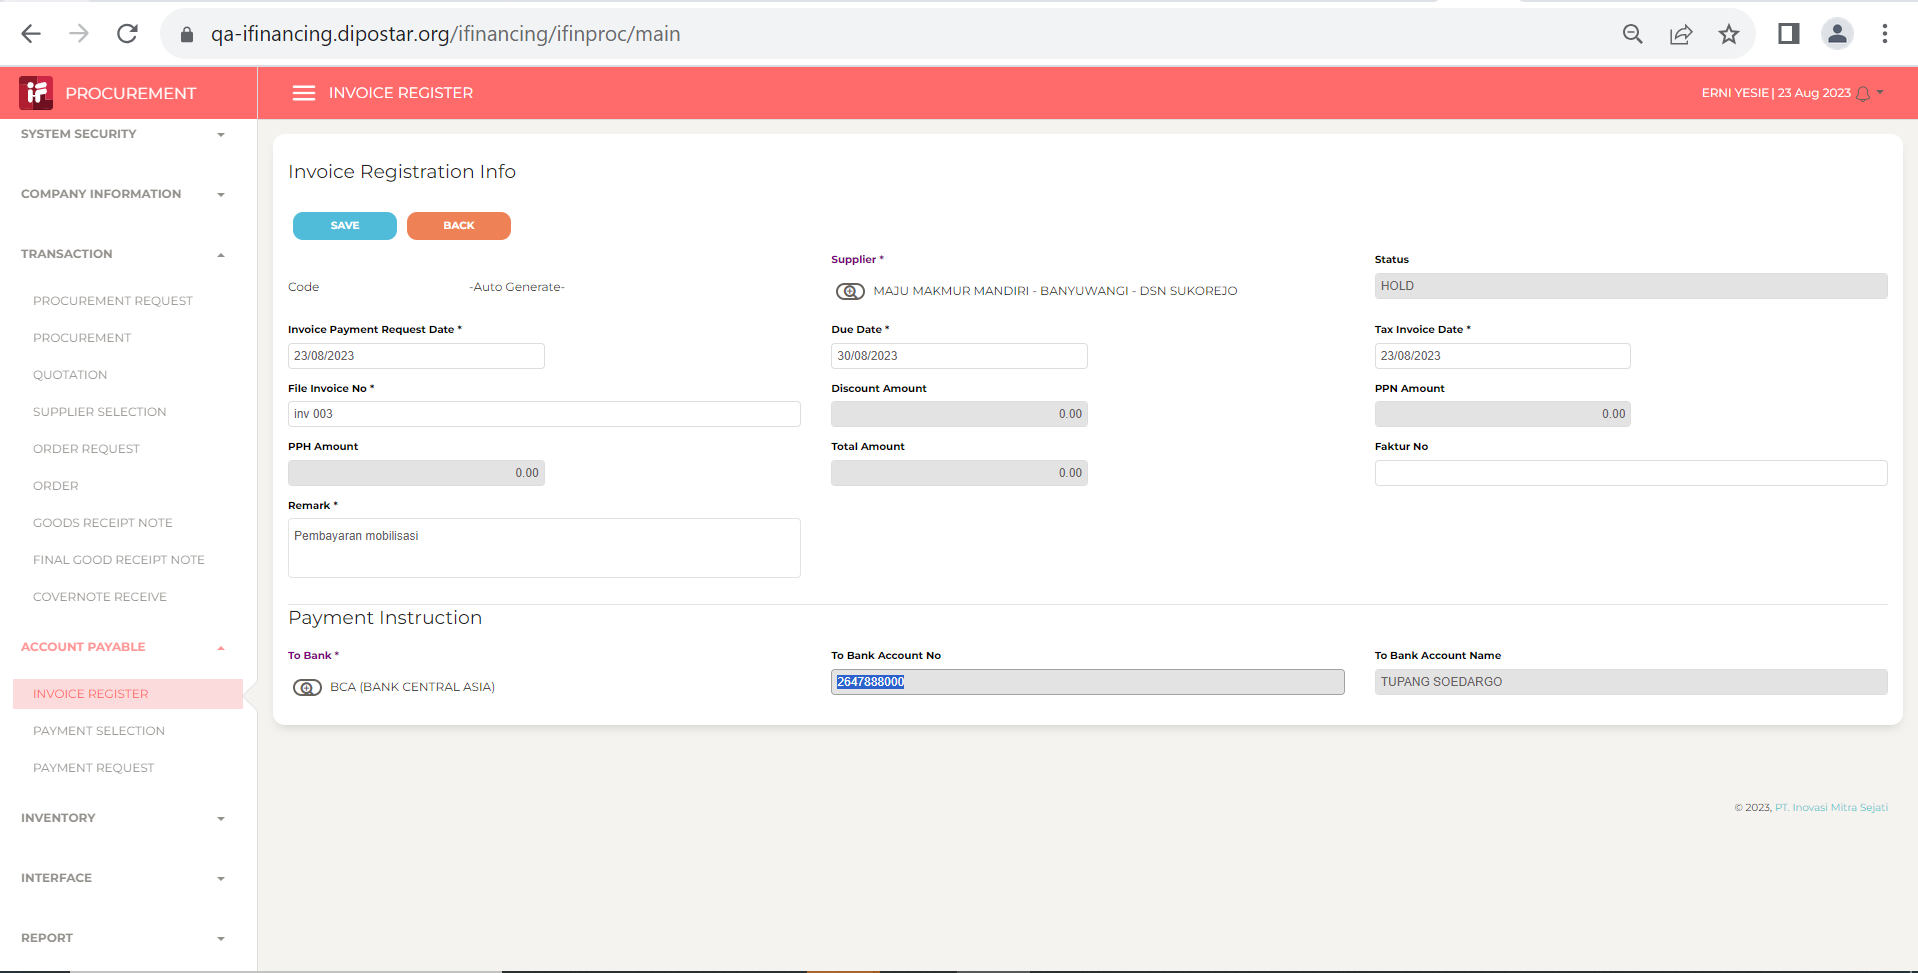 qa-ifinancing.dipostar.org/ifinancing/ifinproc/main
iF PROCUREMENT
INVOICE REGISTER
ERNI YESIE| 23 Aug 2023
SYSTEM SECURITY
COMPANY INFORMATION
TRANSACTION
PROCUREMENT REQUEST
PROCUREMENT
QUOTATION
SUPPLIER SELECTION
ORDER REQUEST
ORDER
GOODS RECEIPT NOTE
FINAL GOOD RECEIPT NOTE
COVERNOTE RECEIVE
ACCOUNT PAYABLE
INVOICE REGISTER
PAYMENT SELECTION
PAYMENT REQUEST
INVENTORY
INTERFACE
REPORT
Invoice Registration Info
SAVE
BACK
Code
-Auto Generate-
Supplier *
MAJU MAKMUR MANDIRI - BANYUWANGI - DSN SUKOREJO
Status
HOLD
Invoice Payment Request Date *
23/08/2023
Due Date *
30/08/2023
Tax Invoice Date *
23/08/2023
File Invoice No *
inv 003
Discount Amount
0.00
PPN Amount
0.00
PPH Amount
0.00
Total Amount
0.00
Faktur No
Remark *
Pembayaran mobilisasi
Payment Instruction
To Bank *
BCA (BANK CENTRAL ASIA)
To Bank Account No
2647888000
To Bank Account Name
TUPANG SOEDARGO
© 2023, PT. Inovasi Mitra Sejati